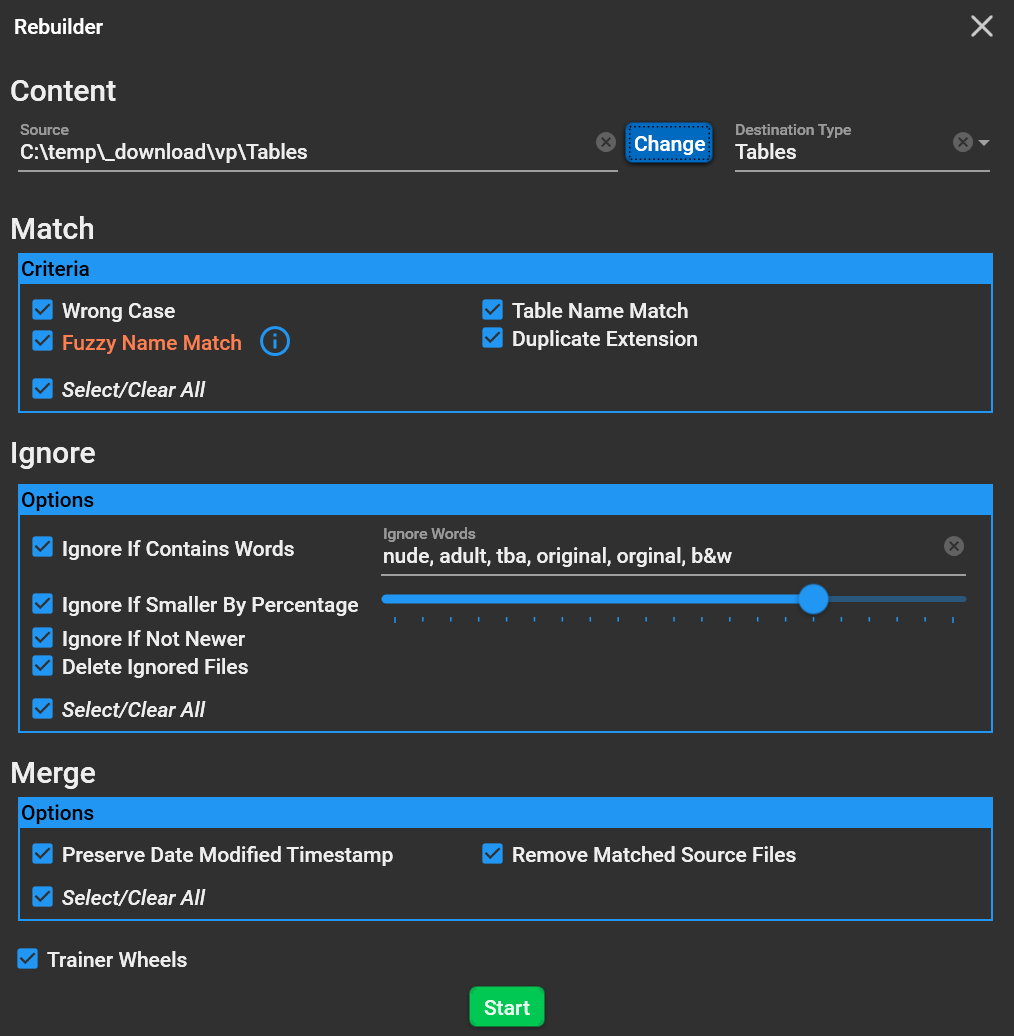 Rebuilder
Content
Source
C:\temp\_download\vp\Tables
Change
Destination Type
Tables
Match
Criteria
Wrong Case
Table Name Match
Fuzzy Name Match
Duplicate Extension
Select/Clear All
Ignore
Options
Ignore If Contains Words
Ignore Words
nude, adult, tba, original, orginal, b&w
Ignore If Smaller By Percentage
Ignore If Not Newer
Delete Ignored Files
Select/Clear All
Merge
Options
Preserve Date Modified Timestamp
Remove Matched Source Files
Select/Clear All
Trainer Wheels
Start